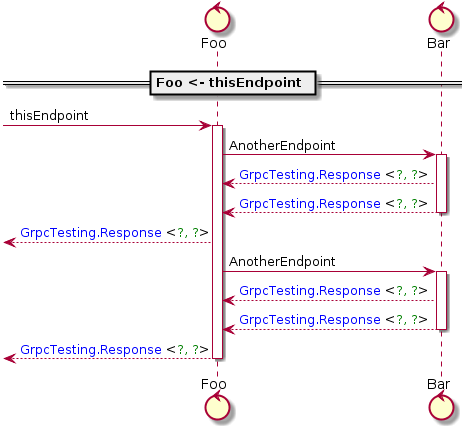 Foo
Bar
Foo <- thisEndpoint
thisEndpoint
AnotherEndpoint
GrpcTesting.Response <?, ?>
GrpcTesting.Response <?, ?>
GrpcTesting.Response <?, ?>
AnotherEndpoint
GrpcTesting.Response <?, ?>
GrpcTesting.Response <?, ?>
GrpcTesting.Response <?, ?>
Foo
Bar